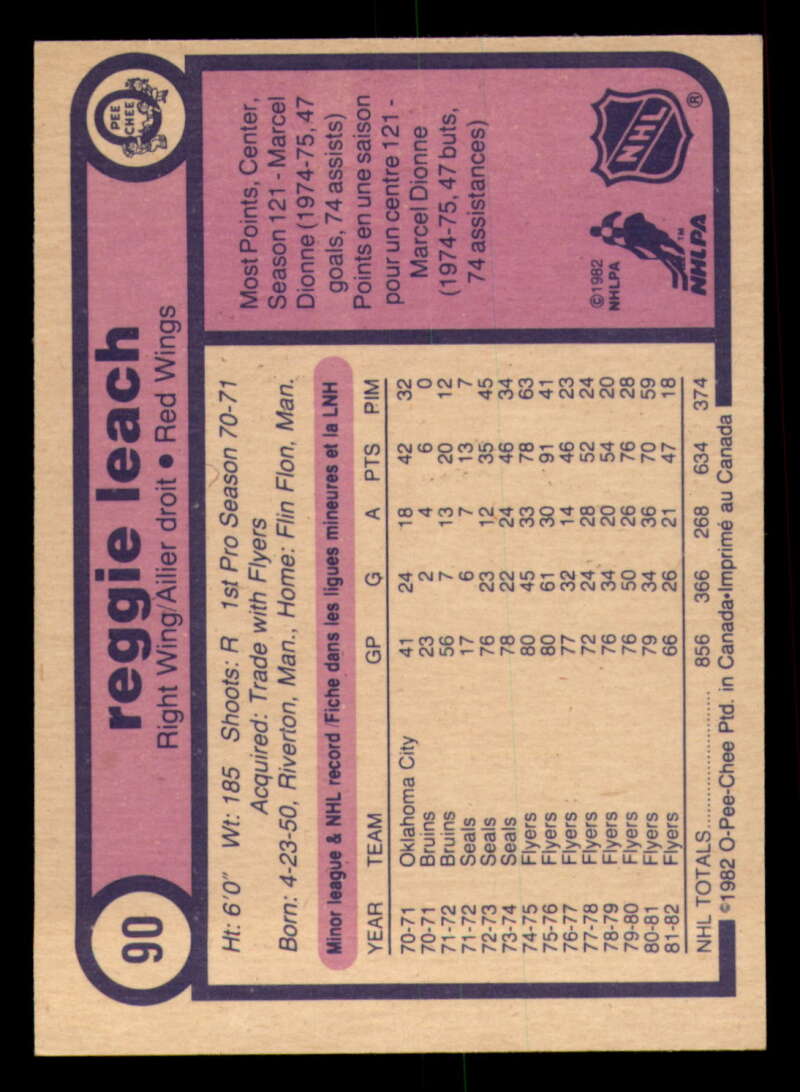 90
reggie leach
Right Wing/Ailier droit • Red Wings
O
PEE
CHEE
Ht: 6'0" Wt: 185 Shoots: R 1st Pro Season 70-71
Acquired: Trade with Flyers
Born: 4-23-50, Riverton, Man., Home: Flin Flon, Man.
Minor league & NHL record/Fiche dans les ligues mineures et la LNH
YEAR TEAM GP G A PTS PIM
70-71 Oklahoma City 41 24 18 42 32
70-71 Bruins 23 2 4 6 0
71-72 Bruins 56 7 13 20 12
71-72 Seals 17 6 7 13 7
72-73 Seals 76 23 12 35 45
73-74 Seals 78 22 24 46 34
74-75 Flyers 80 45 33 78 63
75-76 Flyers 80 61 30 91 41
76-77 Flyers 77 32 14 46 23
77-78 Flyers 72 24 28 52 24
78-79 Flyers 76 34 20 54 20
79-80 Flyers 76 50 26 76 28
80-81 Flyers 79 34 36 70 59
81-82 Flyers 66 26 21 47 18
NHL TOTALS.................... 856 366 268 634 374
©1982 O-Pee-Chee Ptd. in Canada•Imprimé au Canada
Most Points, Center,
Season 121 - Marcel
Dionne (1974-75, 47
goals, 74 assists)
Points en une saison
pour un centre 121 -
Marcel Dionne
(1974-75, 47 buts,
74 assistances)
©1982
NHLPA
NHLPA™
NHL
®